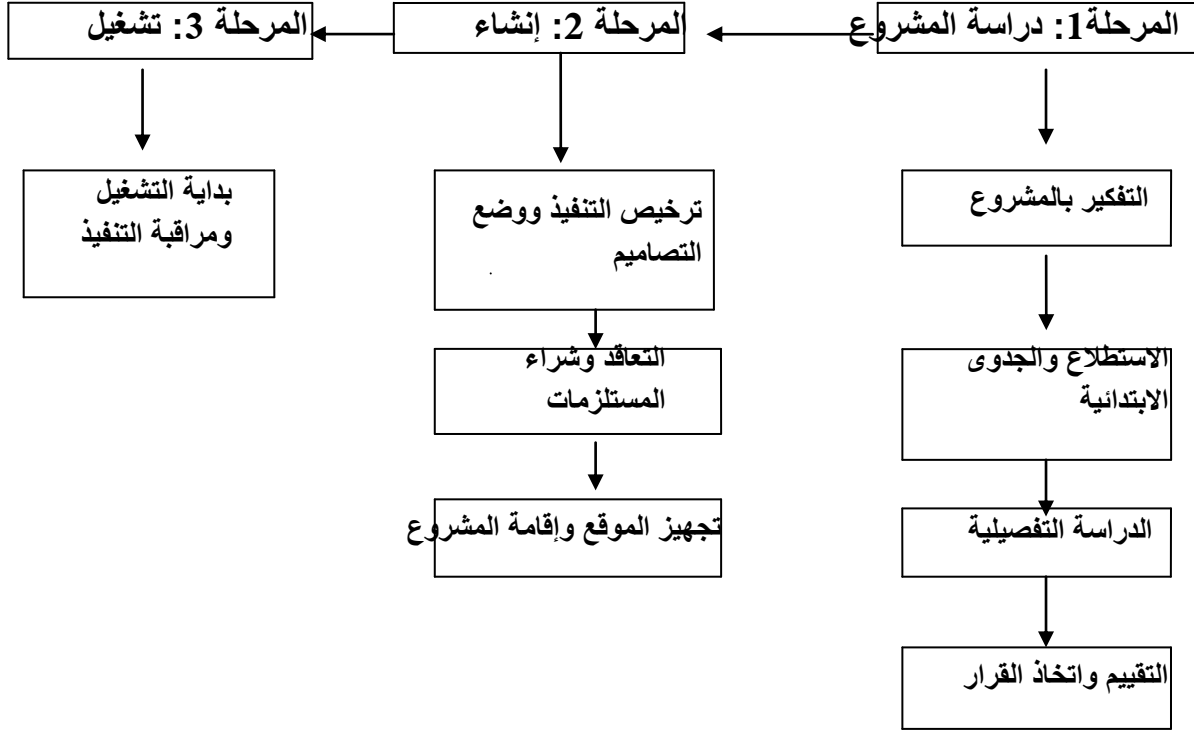 المرحلة1: دراسة المشروع
المرحلة 2: إنشاء
المرحلة 3: تشغيل
التفكير بالمشروع
الاستطلاع والجدوى
الابتدائية
الدراسة التفصيلية
التقييم واتخاذ القرار
ترخيص التنفيذ ووضع
التصاميم
التعاقد وشراء
المستلزمات
تجهيز الموقع وإقامة المشروع
بداية التشغيل
ومراقبة التنفيذ